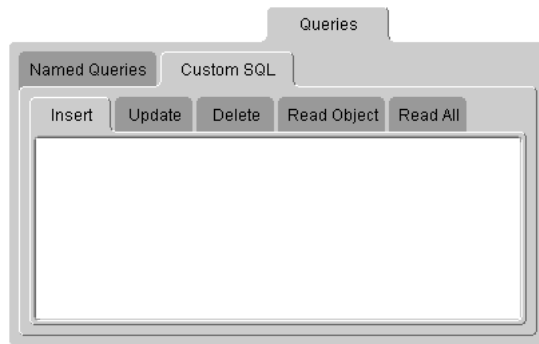 Queries
Named Queries Custom SQL
Insert Update Delete Read Object Read All